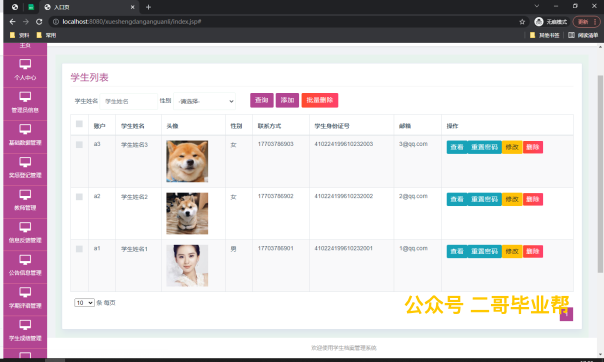 入口页
localhost:8080/xueshengdanganguanli/index.jsp#
无痕模式
更新
资料
常用
其他书签
阅读清单
主页
个人中心
管理员信息
基础数据管理
奖惩登记管理
教师管理
信息反馈管理
公告信息管理
学期评语管理
学生成绩管理
学生列表
学生姓名 学生姓名 性别 -请选择- 查询 添加 批量删除
账户 学生姓名 头像 性别 联系方式 学生身份证号 邮箱 操作
a3 学生姓名3 女 17703786903 410224199610232003 3@qq.com 查看 重置密码 修改 删除
a2 学生姓名2 女 17703786902 410224199610232002 2@qq.com 查看 重置密码 修改 删除
a1 学生姓名1 男 17703786901 410224199610232001 1@qq.com 查看 重置密码 修改 删除
10 条 每页
公众号 二哥毕业帮
欢迎使用学生档案管理系统